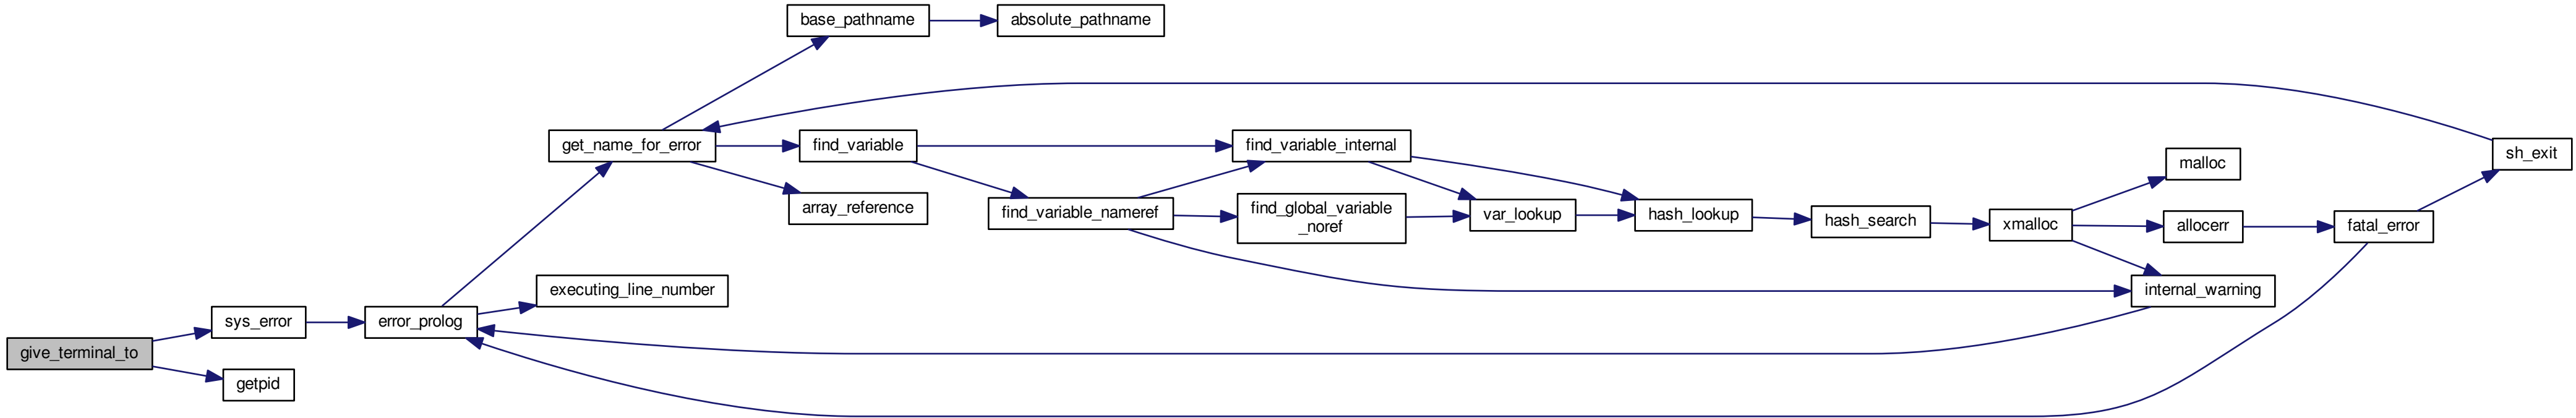 base_pathname
absolute_pathname
get_name_for_error
find_variable
find_variable_internal
malloc
sh_exit
array_reference
find_variable_nameref
find_global_variable
_noref
var_lookup
hash_lookup
hash_search
xmalloc
allocerr
fatal_error
executing_line_number
internal_warning
sys_error
error_prolog
give_terminal_to
getpid